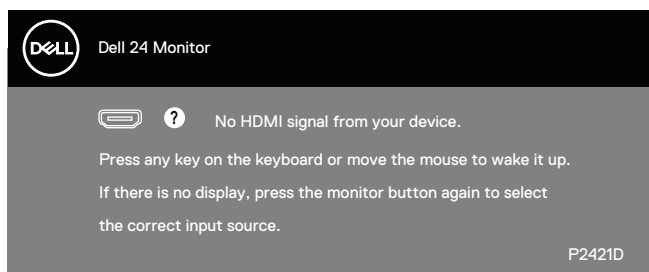 DELL
Dell 24 Monitor
? No HDMI signal from your device.
Press any key on the keyboard or move the mouse to wake it up.
If there is no display, press the monitor button again to select
the correct input source.
P2421D